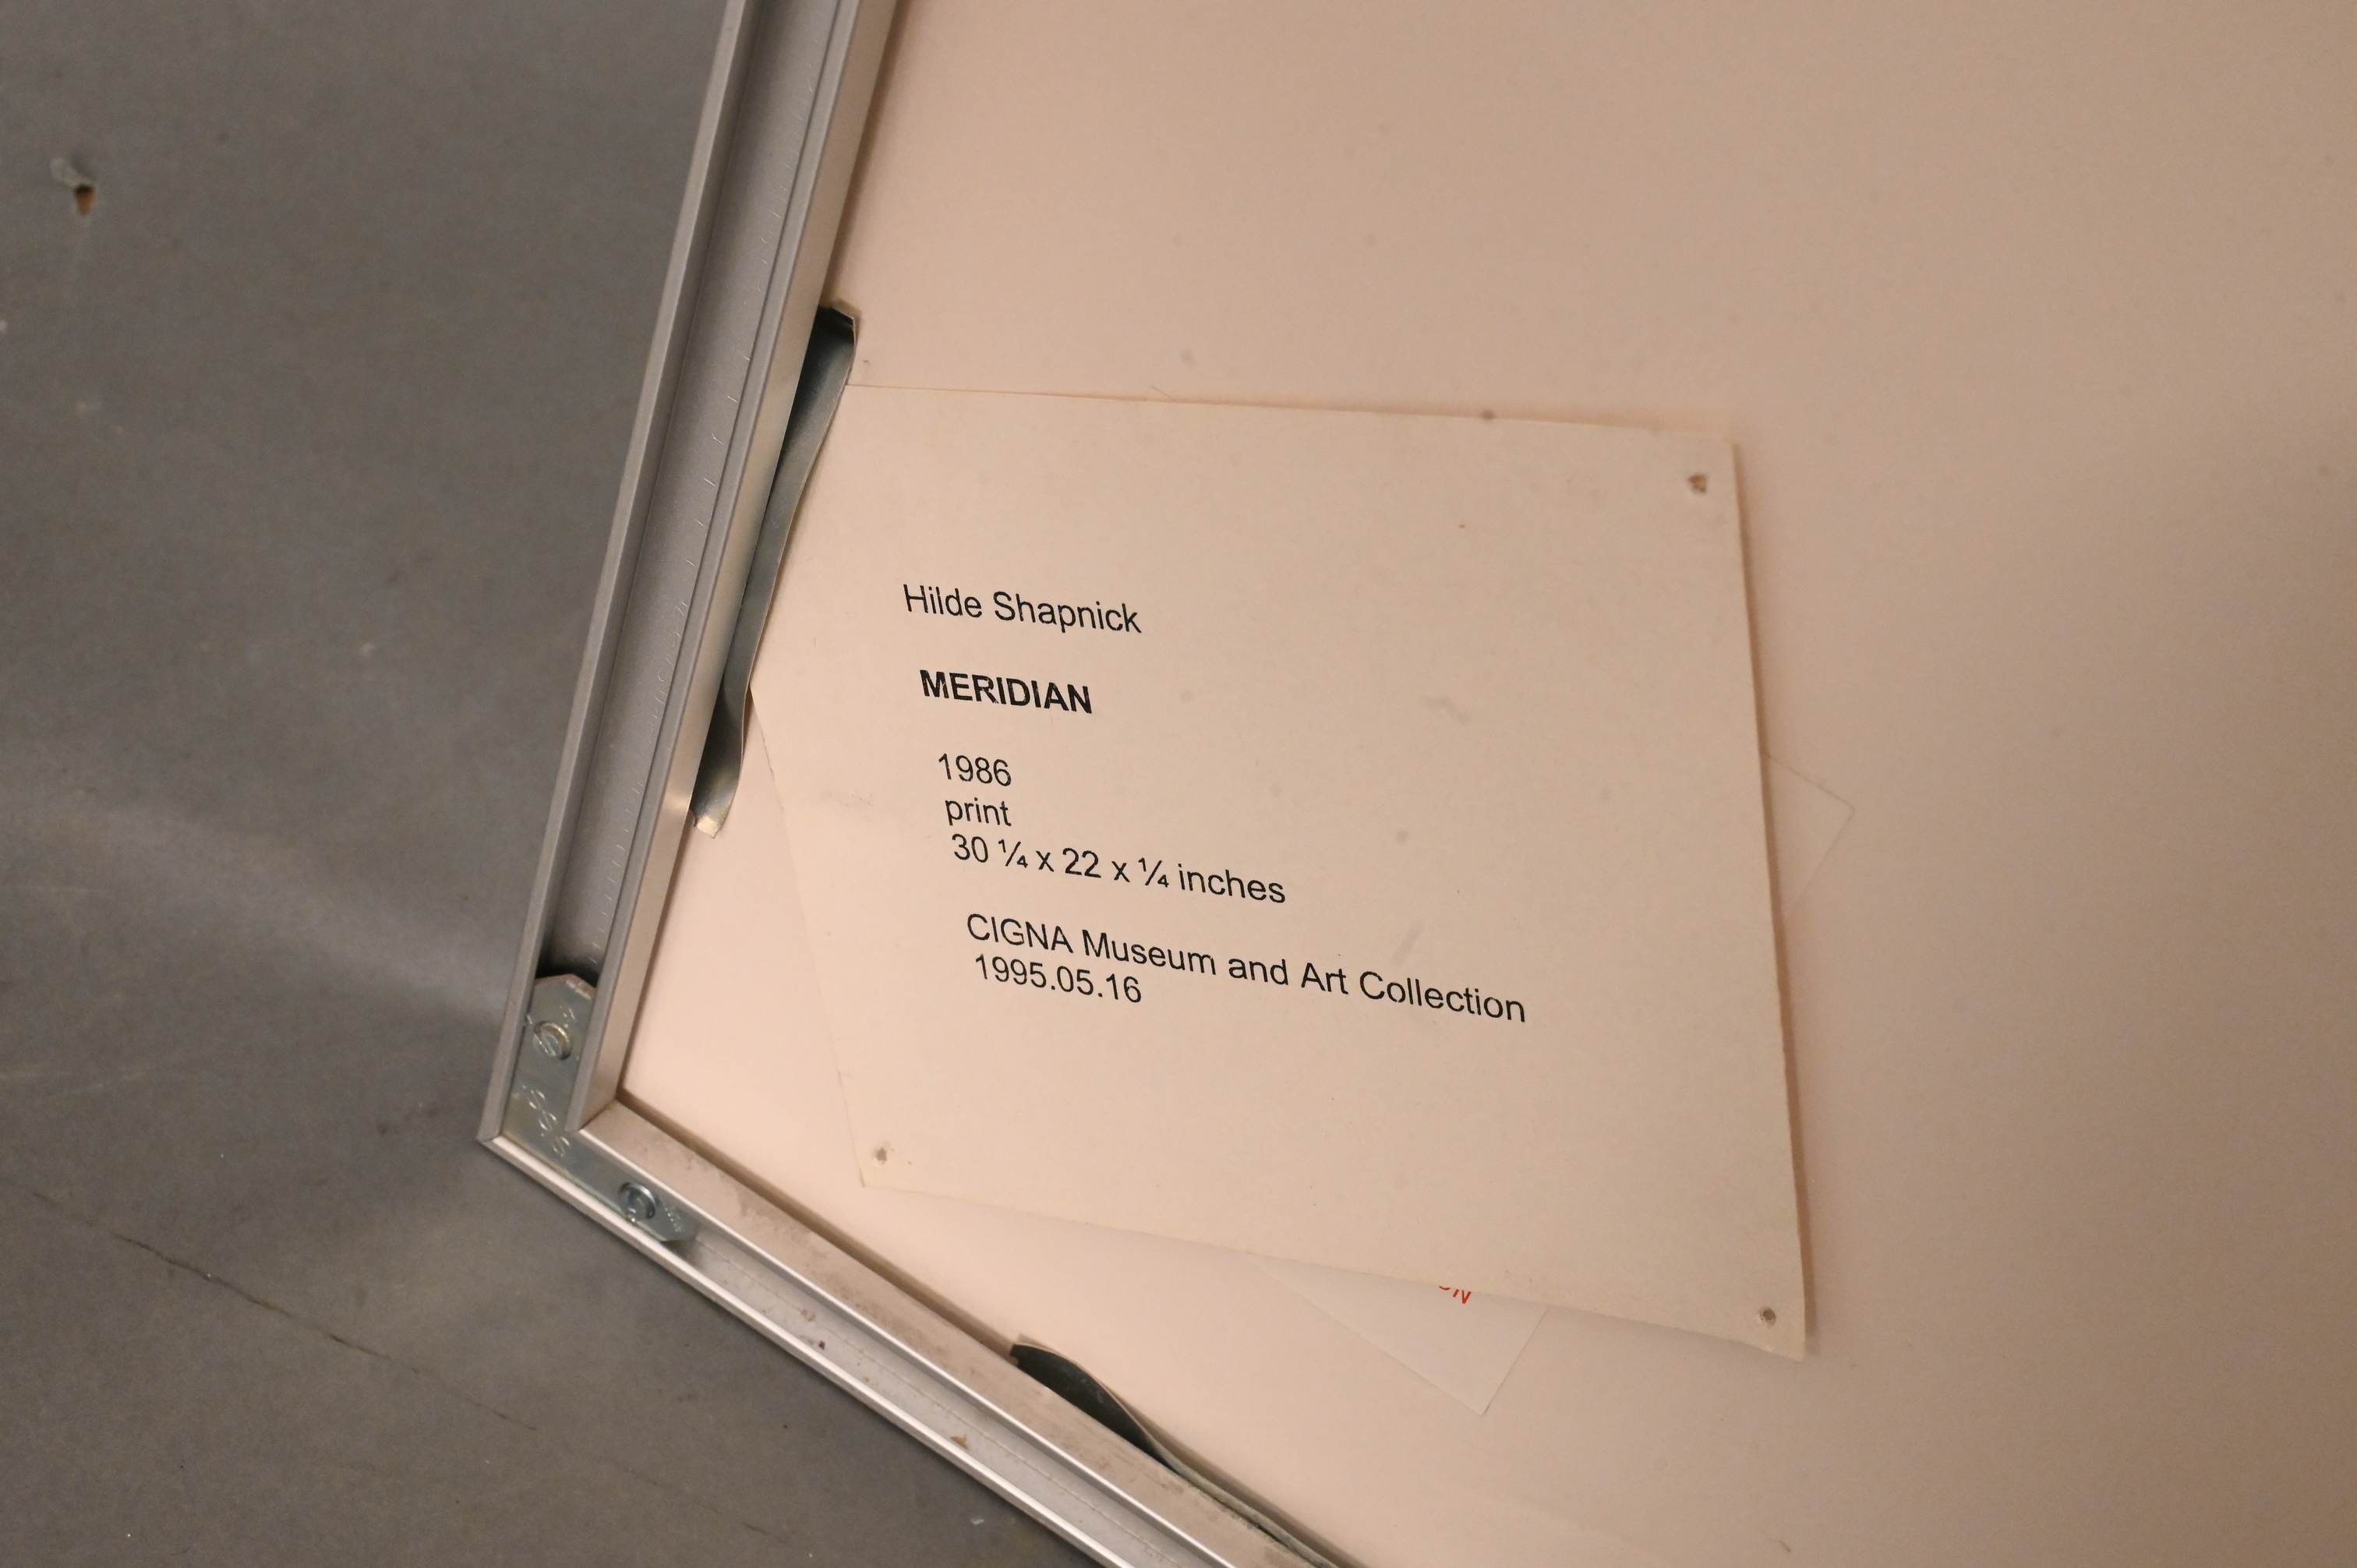 Hilde Shapnick
MERIDIAN
1986
print
30 ¼ x 22 x ¼ inches
CIGNA Museum and Art Collection
1995.05.16